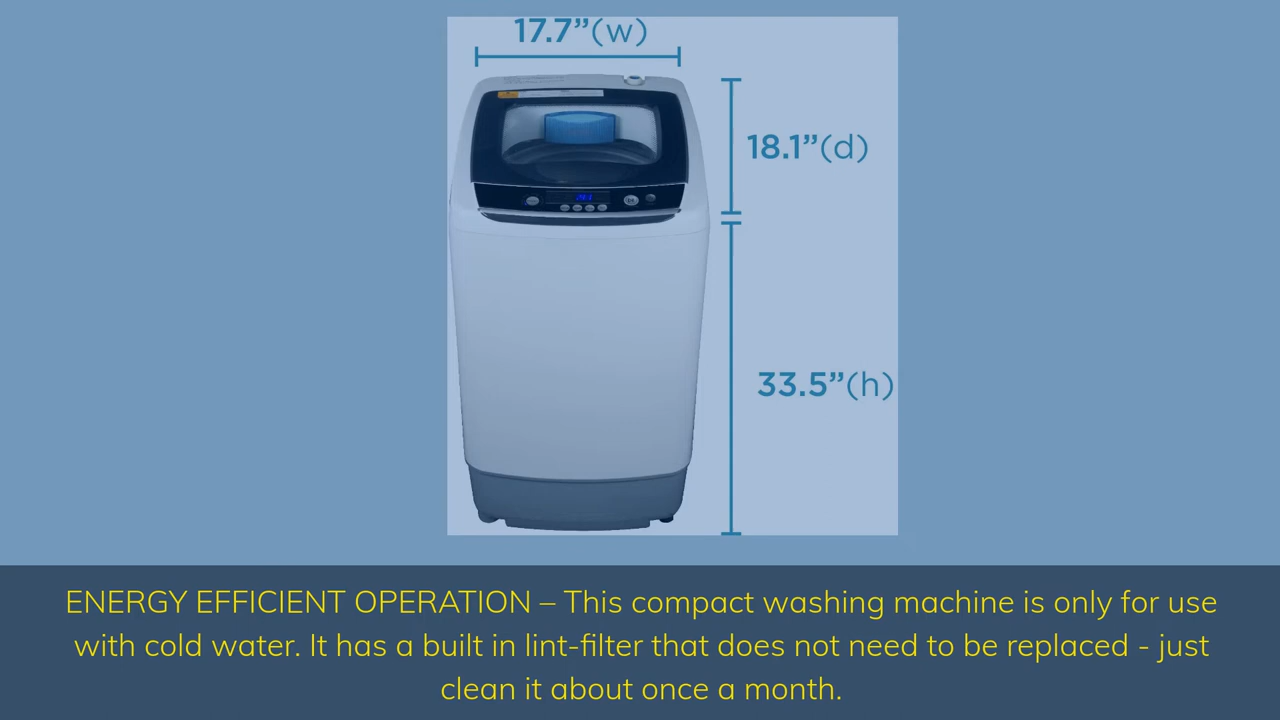 17.7”(w)
18.1”(d)
33.5”(h)
ENERGY EFFICIENT OPERATION – This compact washing machine is only for use
with cold water. It has a built in lint-filter that does not need to be replaced - just
clean it about once a month.